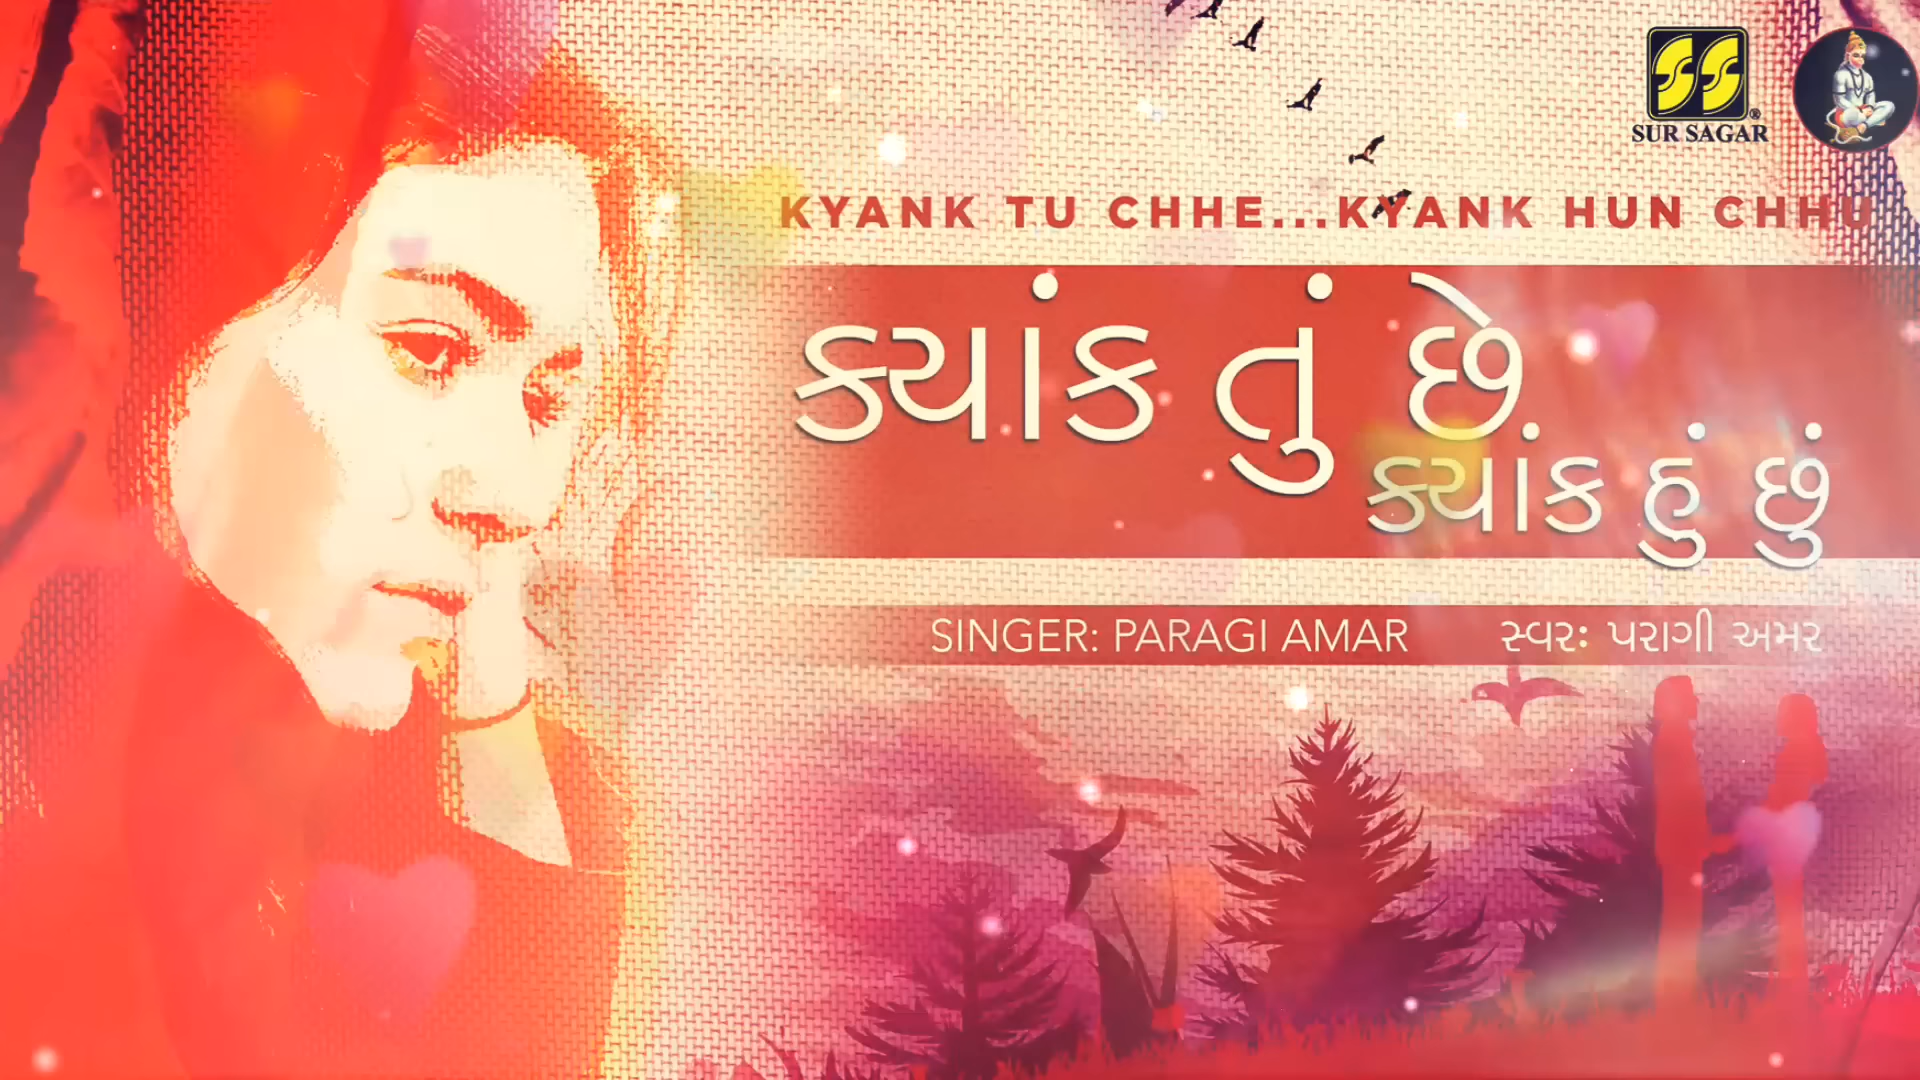 SUR SAGAR
KYANK TU CHHE...KYANK HUN CHHU
ક્યાંક તું છે
ક્યાંક હું છું
SINGER: PARAGI AMAR સ્વરઃ પરાગી અમર